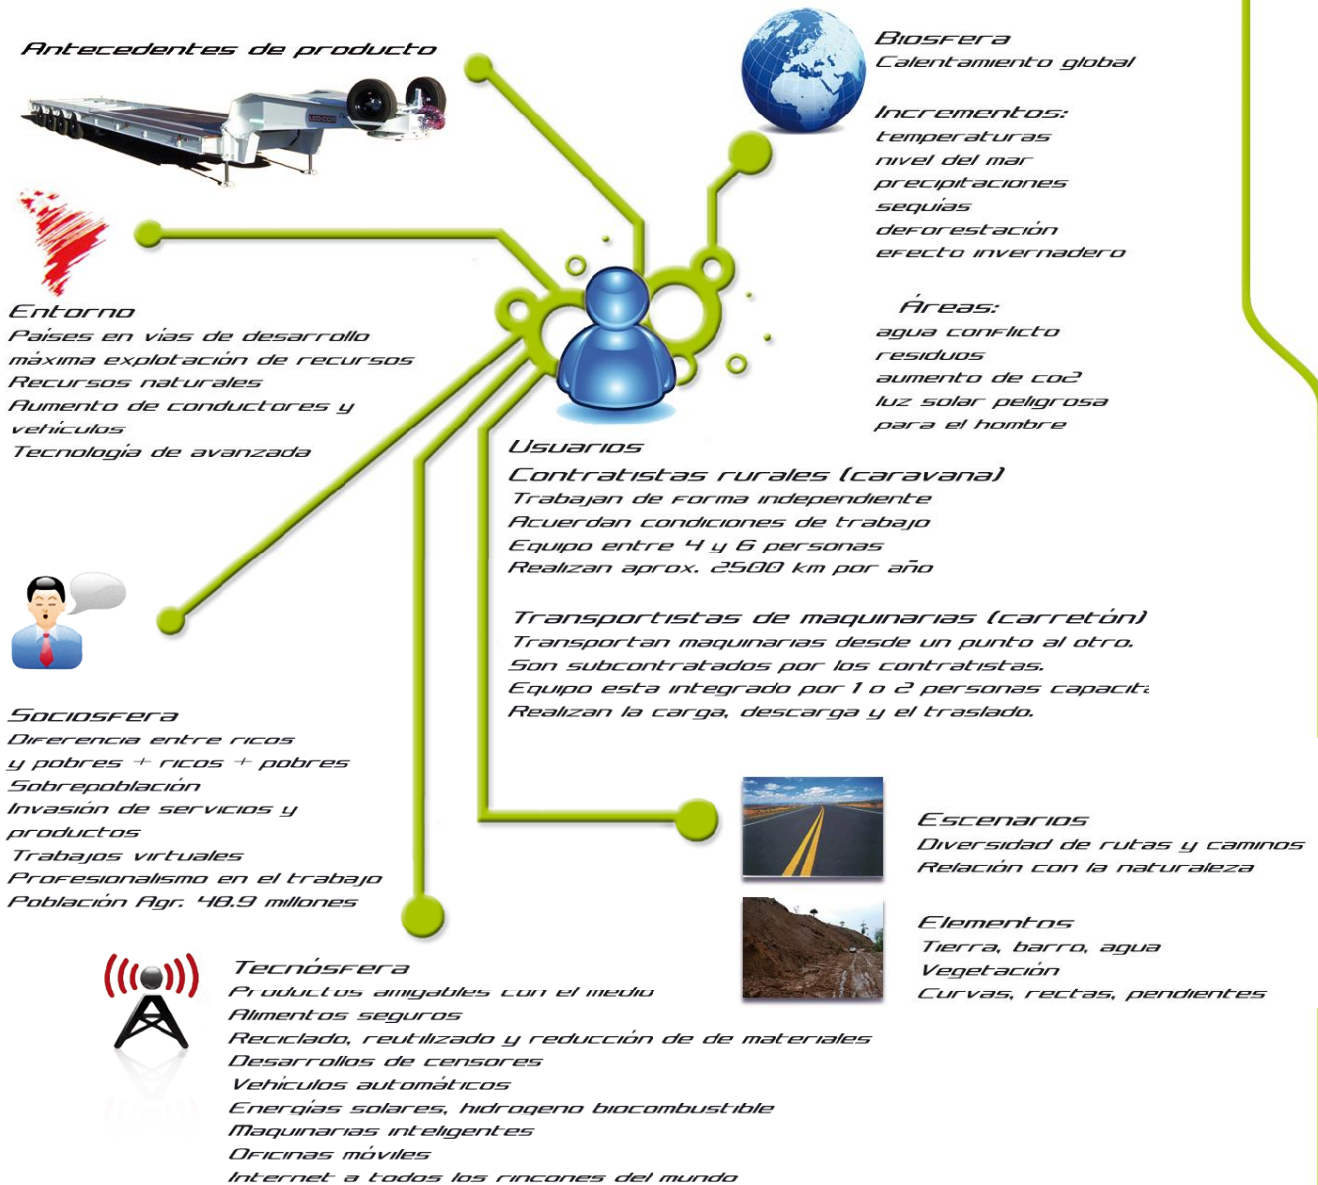 Antecedentes de producto
Entorno
Países en vías de desarrollo
máxima explotación de recursos
Recursos naturales
Aumento de conductores y
vehículos
Tecnología de avanzada
Sociosfera
Diferencia entre ricos
y pobres + ricos + pobres
Sobrepoblación
Invasión de servicios y
productos
Trabajos virtuales
Profesionalismo en el trabajo
Población Agr. 48.9 millones
Tecnósfera
Productos amigables con el medio
Alimentos seguros
Reciclado, reutilizado y reducción de de materiales
Desarrollos de censores
Vehículos automáticos
Energías solares, hidrogeno biocombustible
Maquinarias inteligentes
Oficinas móviles
Internet a todos los rincones del mundo
Biosfera
Calentamiento global
Incrementos:
temperaturas
nivel del mar
precipitaciones
sequías
deforestación
efecto invernadero
Áreas:
agua conflicto
residuos
aumento de co2
luz solar peligrosa
para el hombre
Usuarios
Contratistas rurales (caravana)
Trabajan de forma independiente
Acuerdan condiciones de trabajo
Equipo entre 4 y 6 personas
Realizan aprox. 2500 km por año
Transportistas de maquinarias (carretón)
Transportan maquinarias desde un punto al otro.
Son subcontratados por los contratistas.
Equipo esta integrado por 1 o 2 personas capacita
Realizan la carga, descarga y el traslado.
Escenarios
Diversidad de rutas y caminos
Relación con la naturaleza
Elementos
Tierra, barro, agua
Vegetación
Curvas, rectas, pendientes